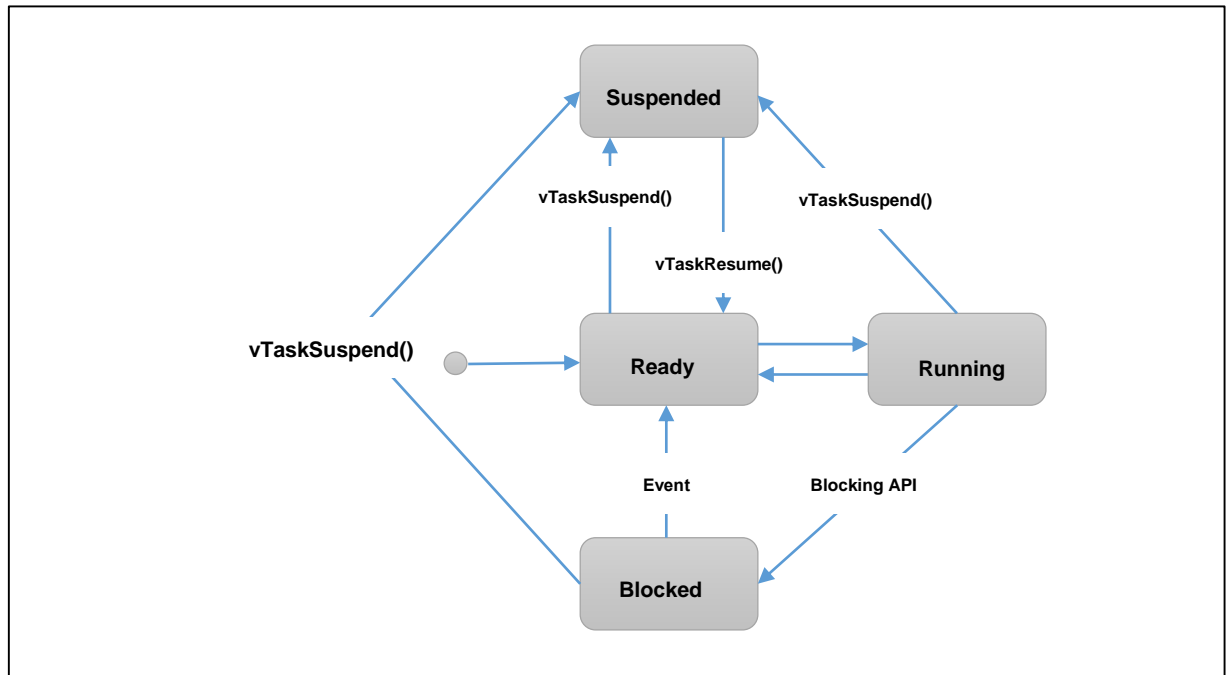 Suspended
vTaskSuspend()
vTaskSuspend()
vTaskResume()
vTaskSuspend()
Ready
Running
Event
Blocking API
Blocked